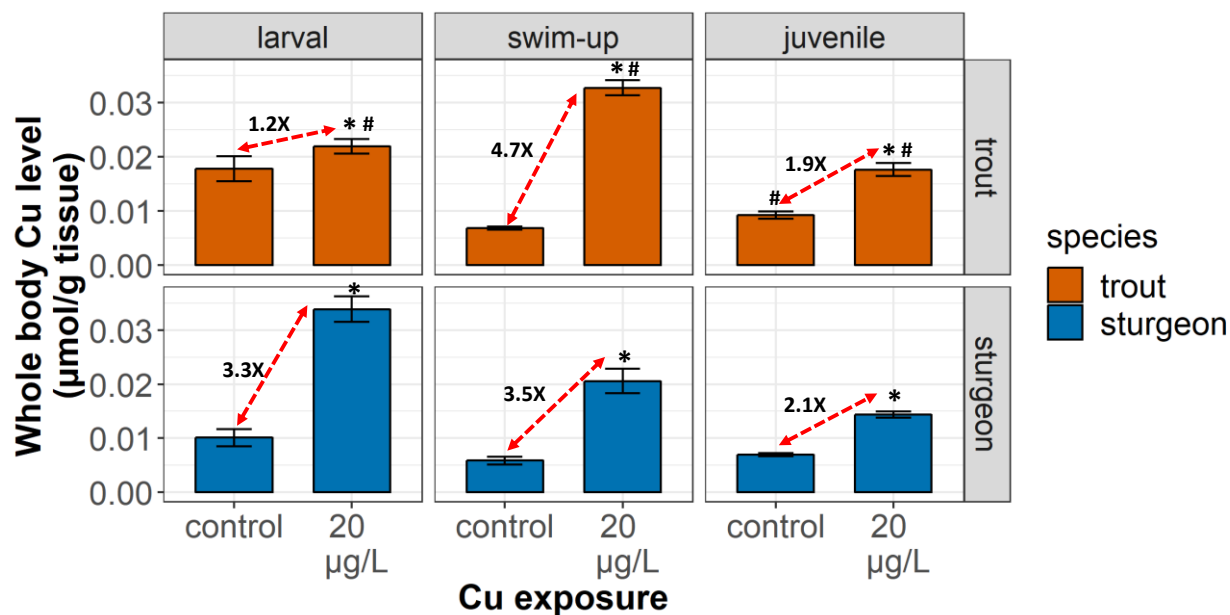 larval swim-up juvenile
Whole body Cu level
(µmol/g tissue)
0.03
0.02
0.01
0.00
1.2X
* #
4.7X
* #
#
1.9X
* #
trout
0.03
0.02
0.01
0.00
3.3X
*
3.5X
*
2.1X
*
sturgeon
control 20 control 20 control 20
µg/L µg/L µg/L
Cu exposure
species
trout
sturgeon